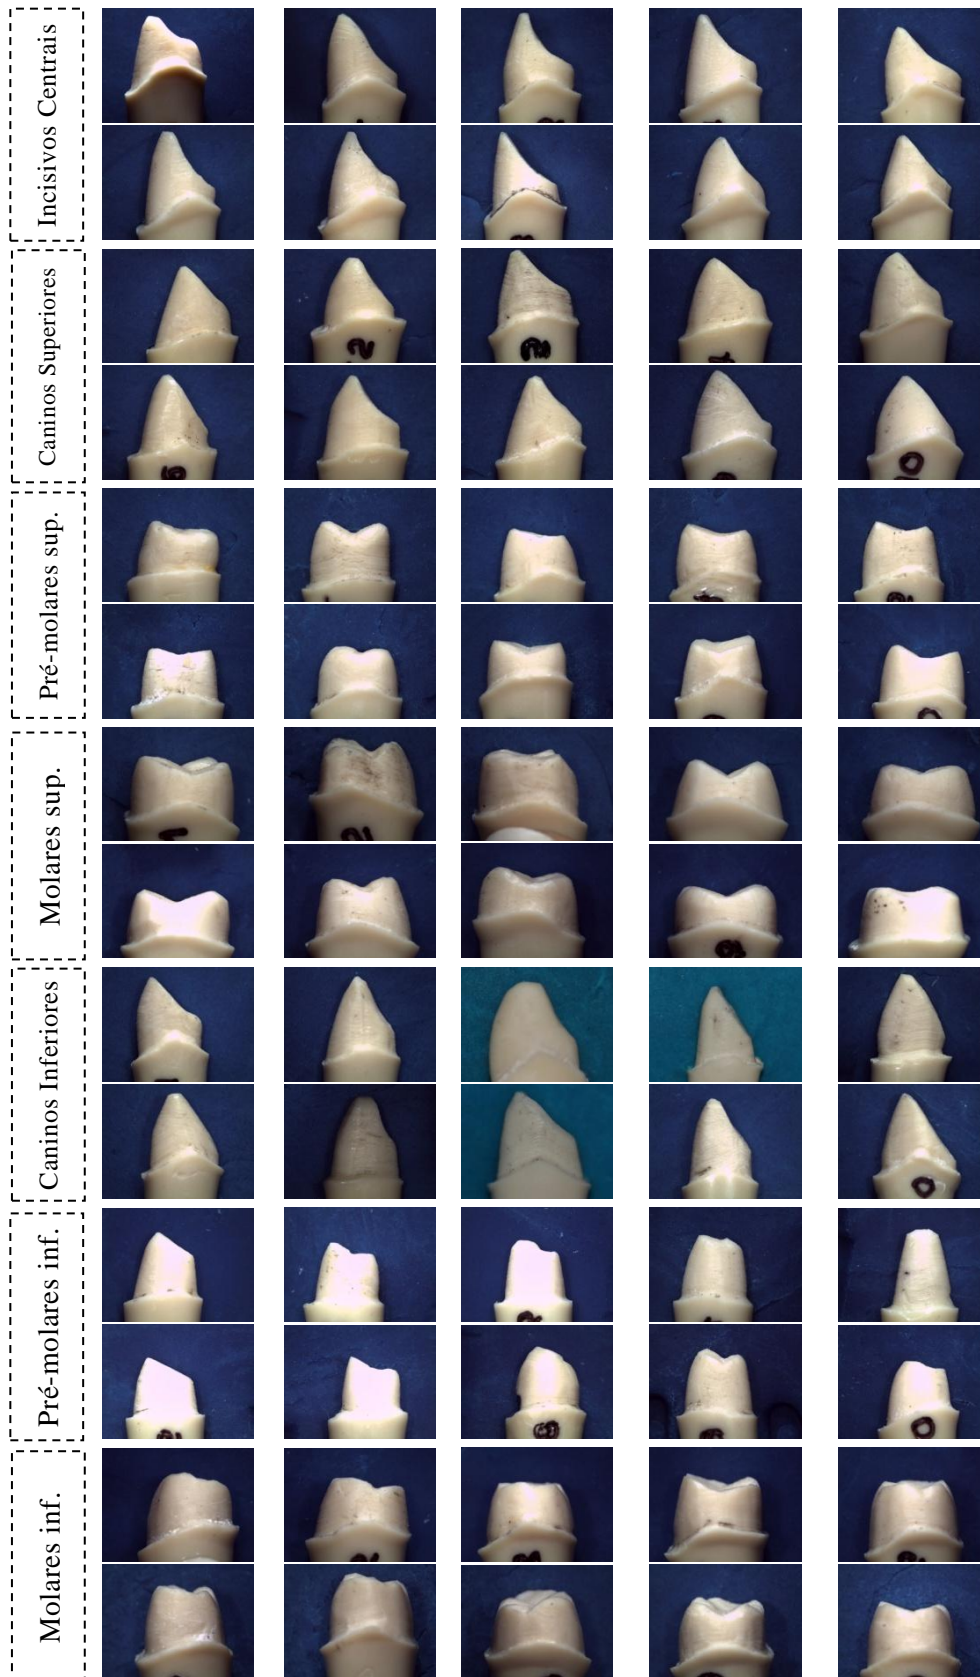 Incisivos Centrais
Caninos Superiores
Pré-molares sup.
Molares sup.
Caninos Inferiores
Pré-molares inf.
Molares inf.